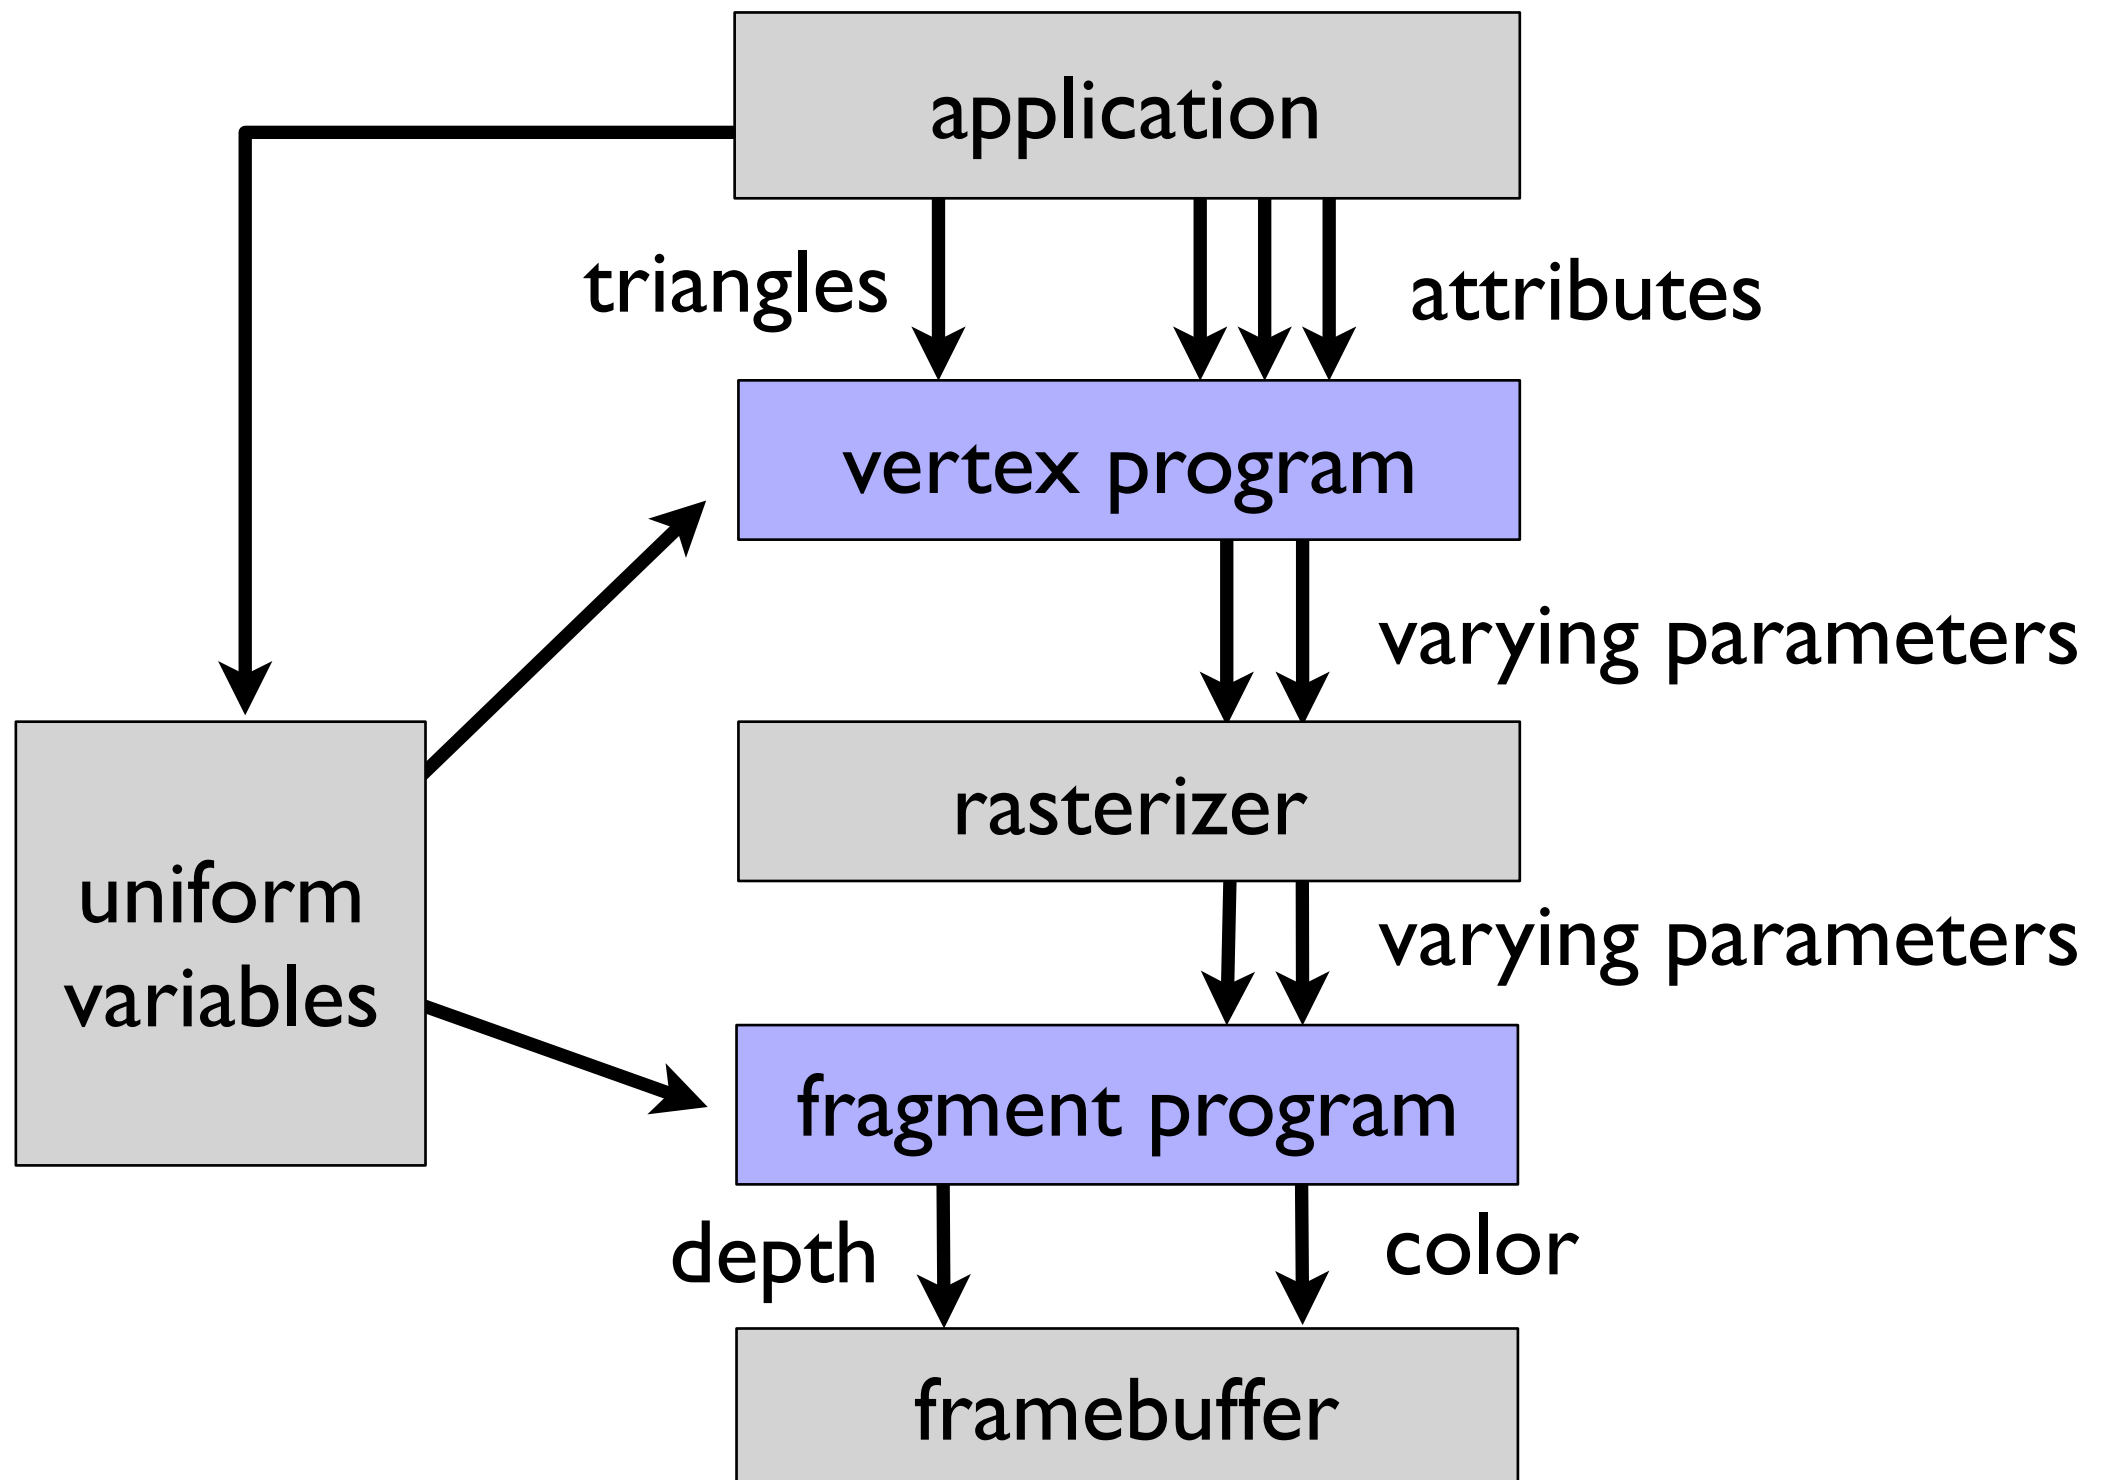 application
triangles
attributes
vertex program
varying parameters
rasterizer
uniform
variables
varying parameters
fragment program
depth
color
framebuffer